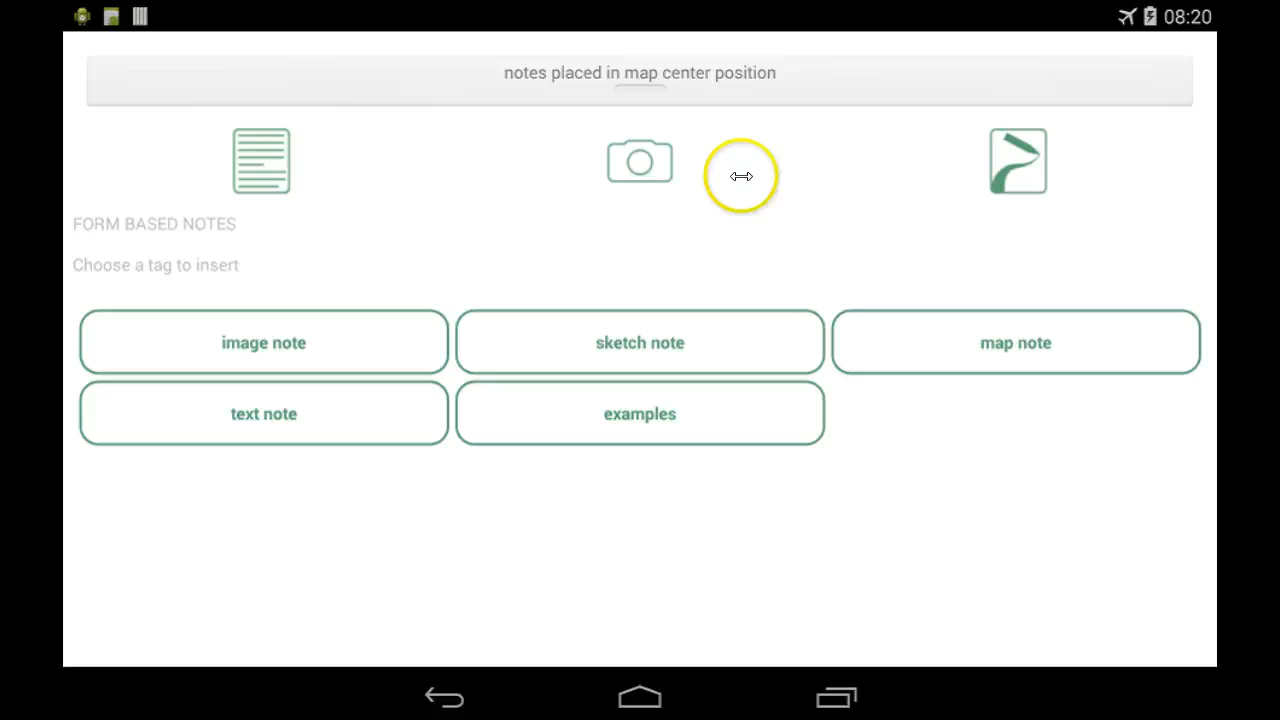 08:20
notes placed in map center position
FORM BASED NOTES
Choose a tag to insert
image note
sketch note
map note
text note
examples